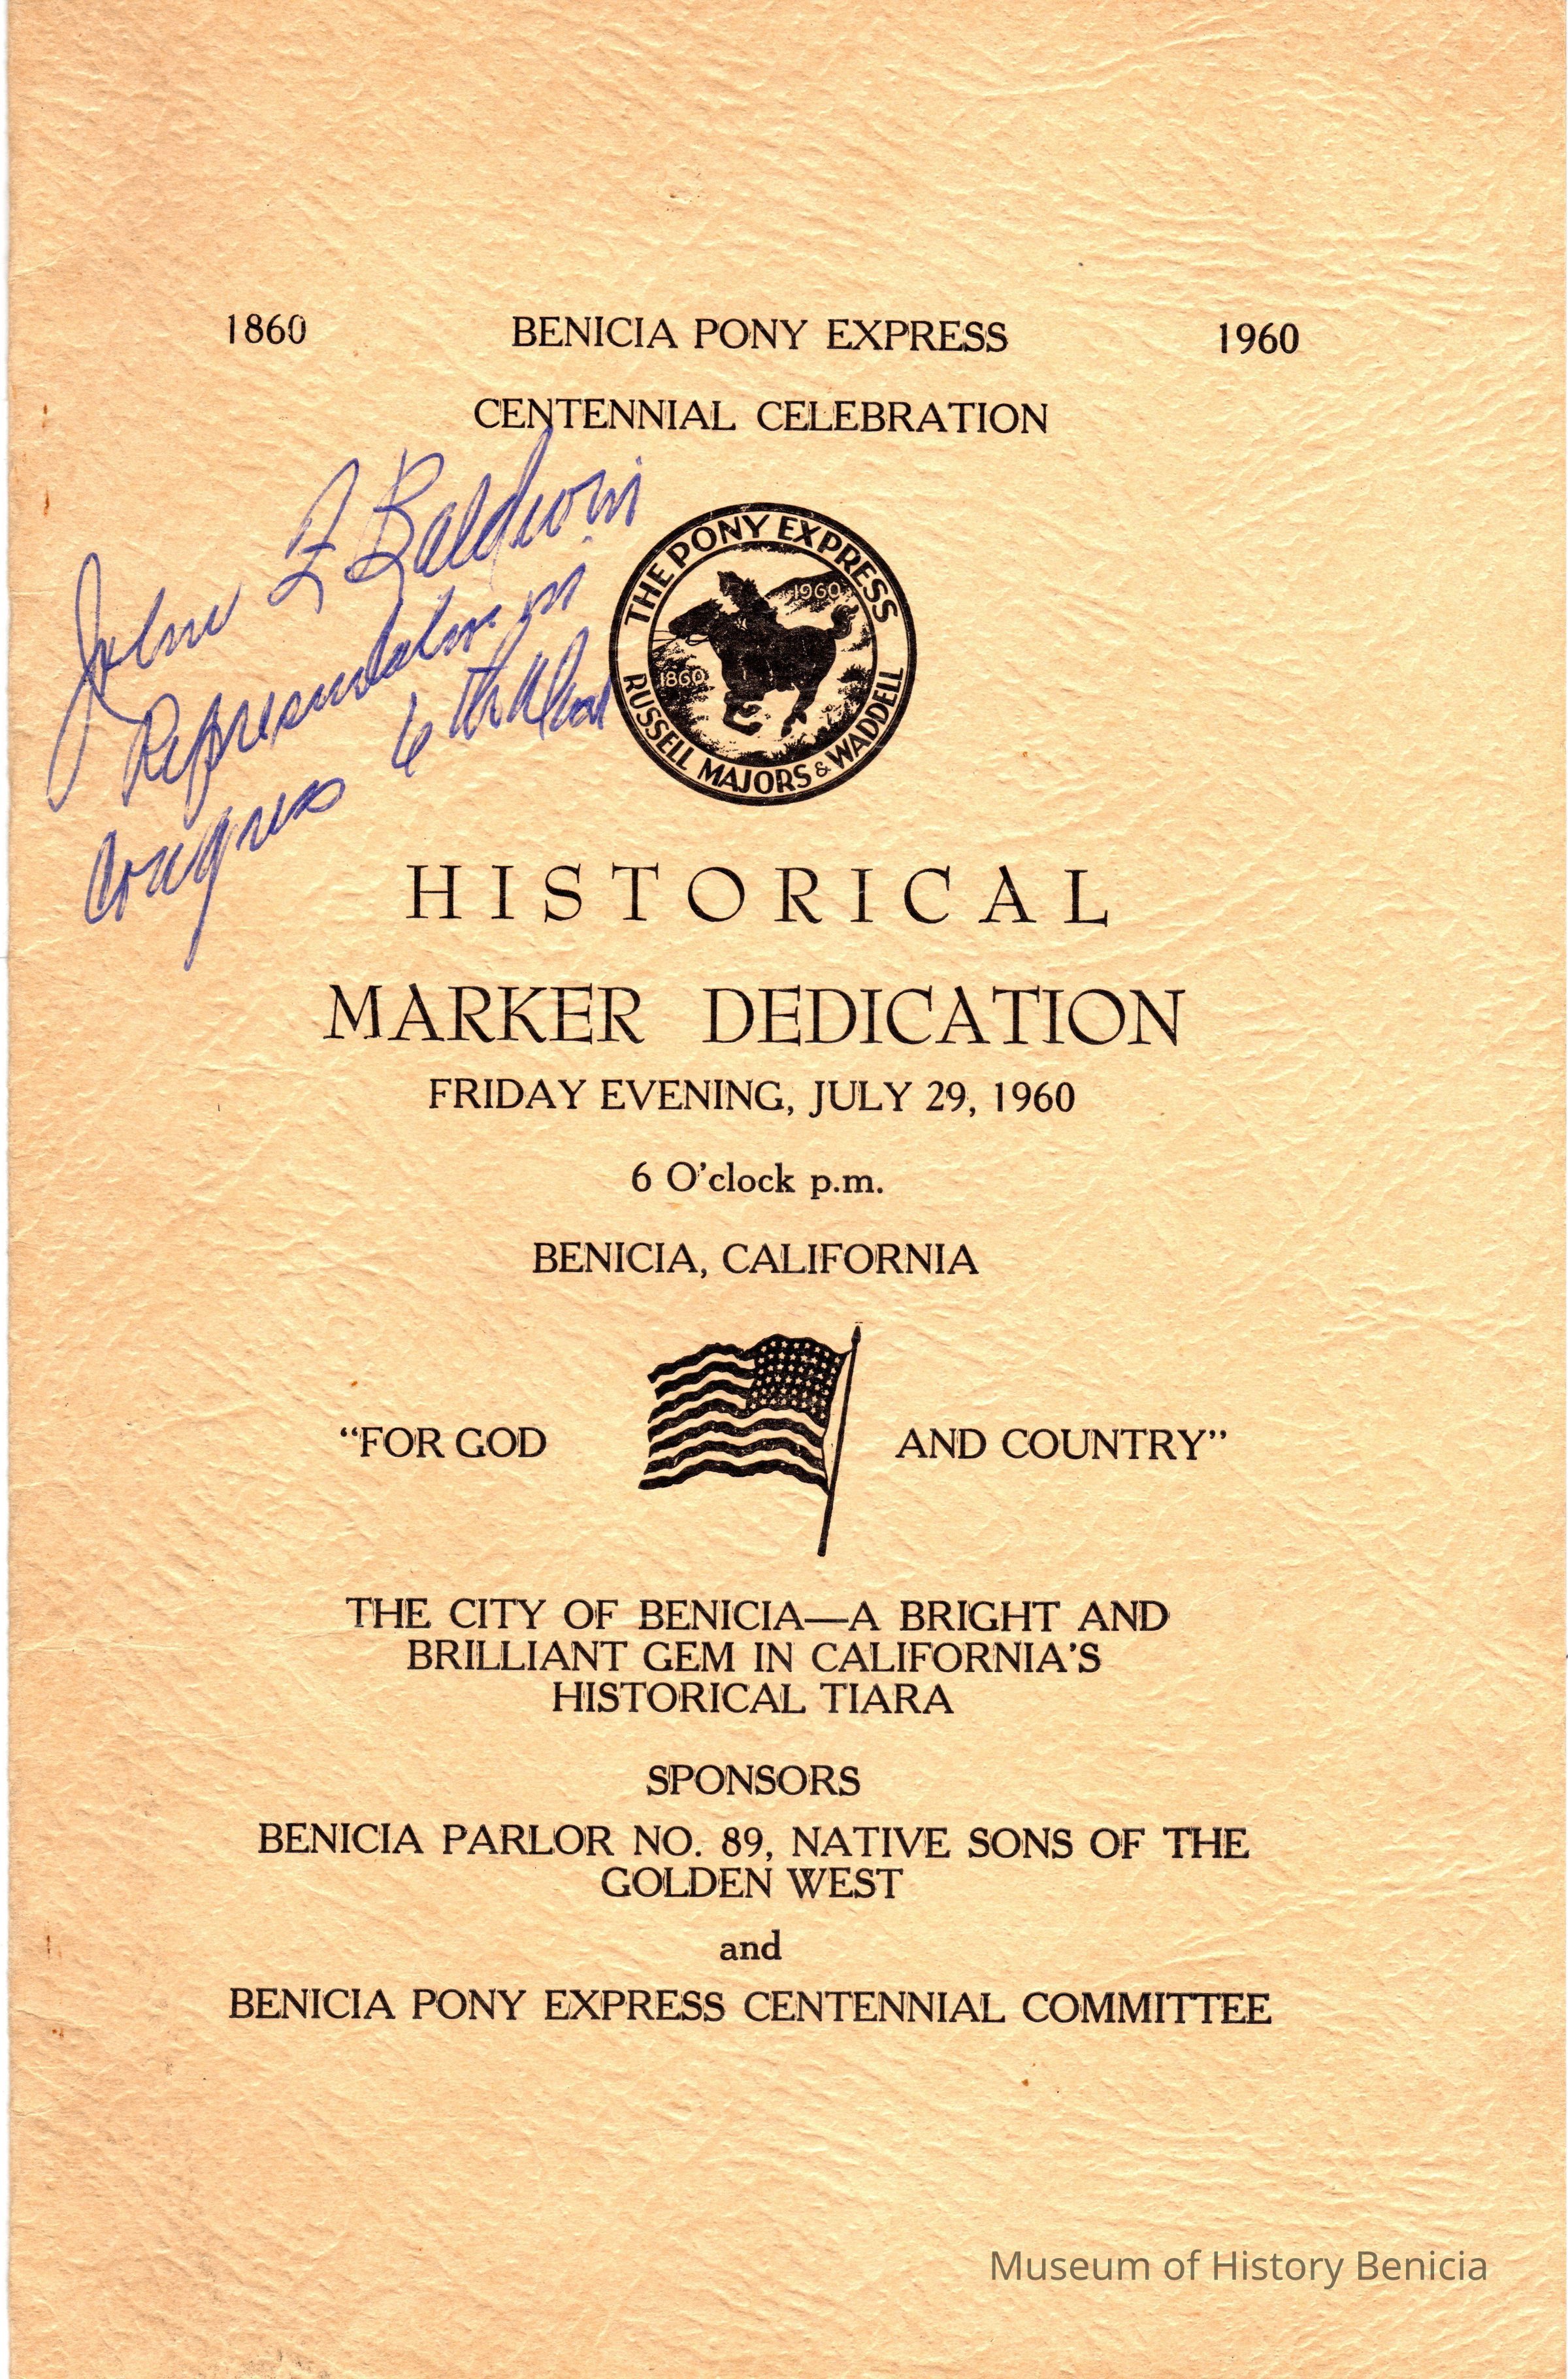 1860 BENICIA PONY EXPRESS 1960
CENTENNIAL CELEBRATION
John F Baldwin
Representative in
Congress 6th
THE PONY EXPRESS
1960
1860
RUSSELL MAJORS & WADDELL
HISTORICAL
MARKER DEDICATION
FRIDAY EVENING, JULY 29, 1960
6 O'clock p.m.
BENICIA, CALIFORNIA
“FOR GOD AND COUNTRY”
THE CITY OF BENICIA—A BRIGHT AND
BRILLIANT GEM IN CALIFORNIA'S
HISTORICAL TIARA
SPONSORS
BENICIA PARLOR NO. 89, NATIVE SONS OF THE
GOLDEN WEST
and
BENICIA PONY EXPRESS CENTENNIAL COMMITTEE
Museum of History Benicia